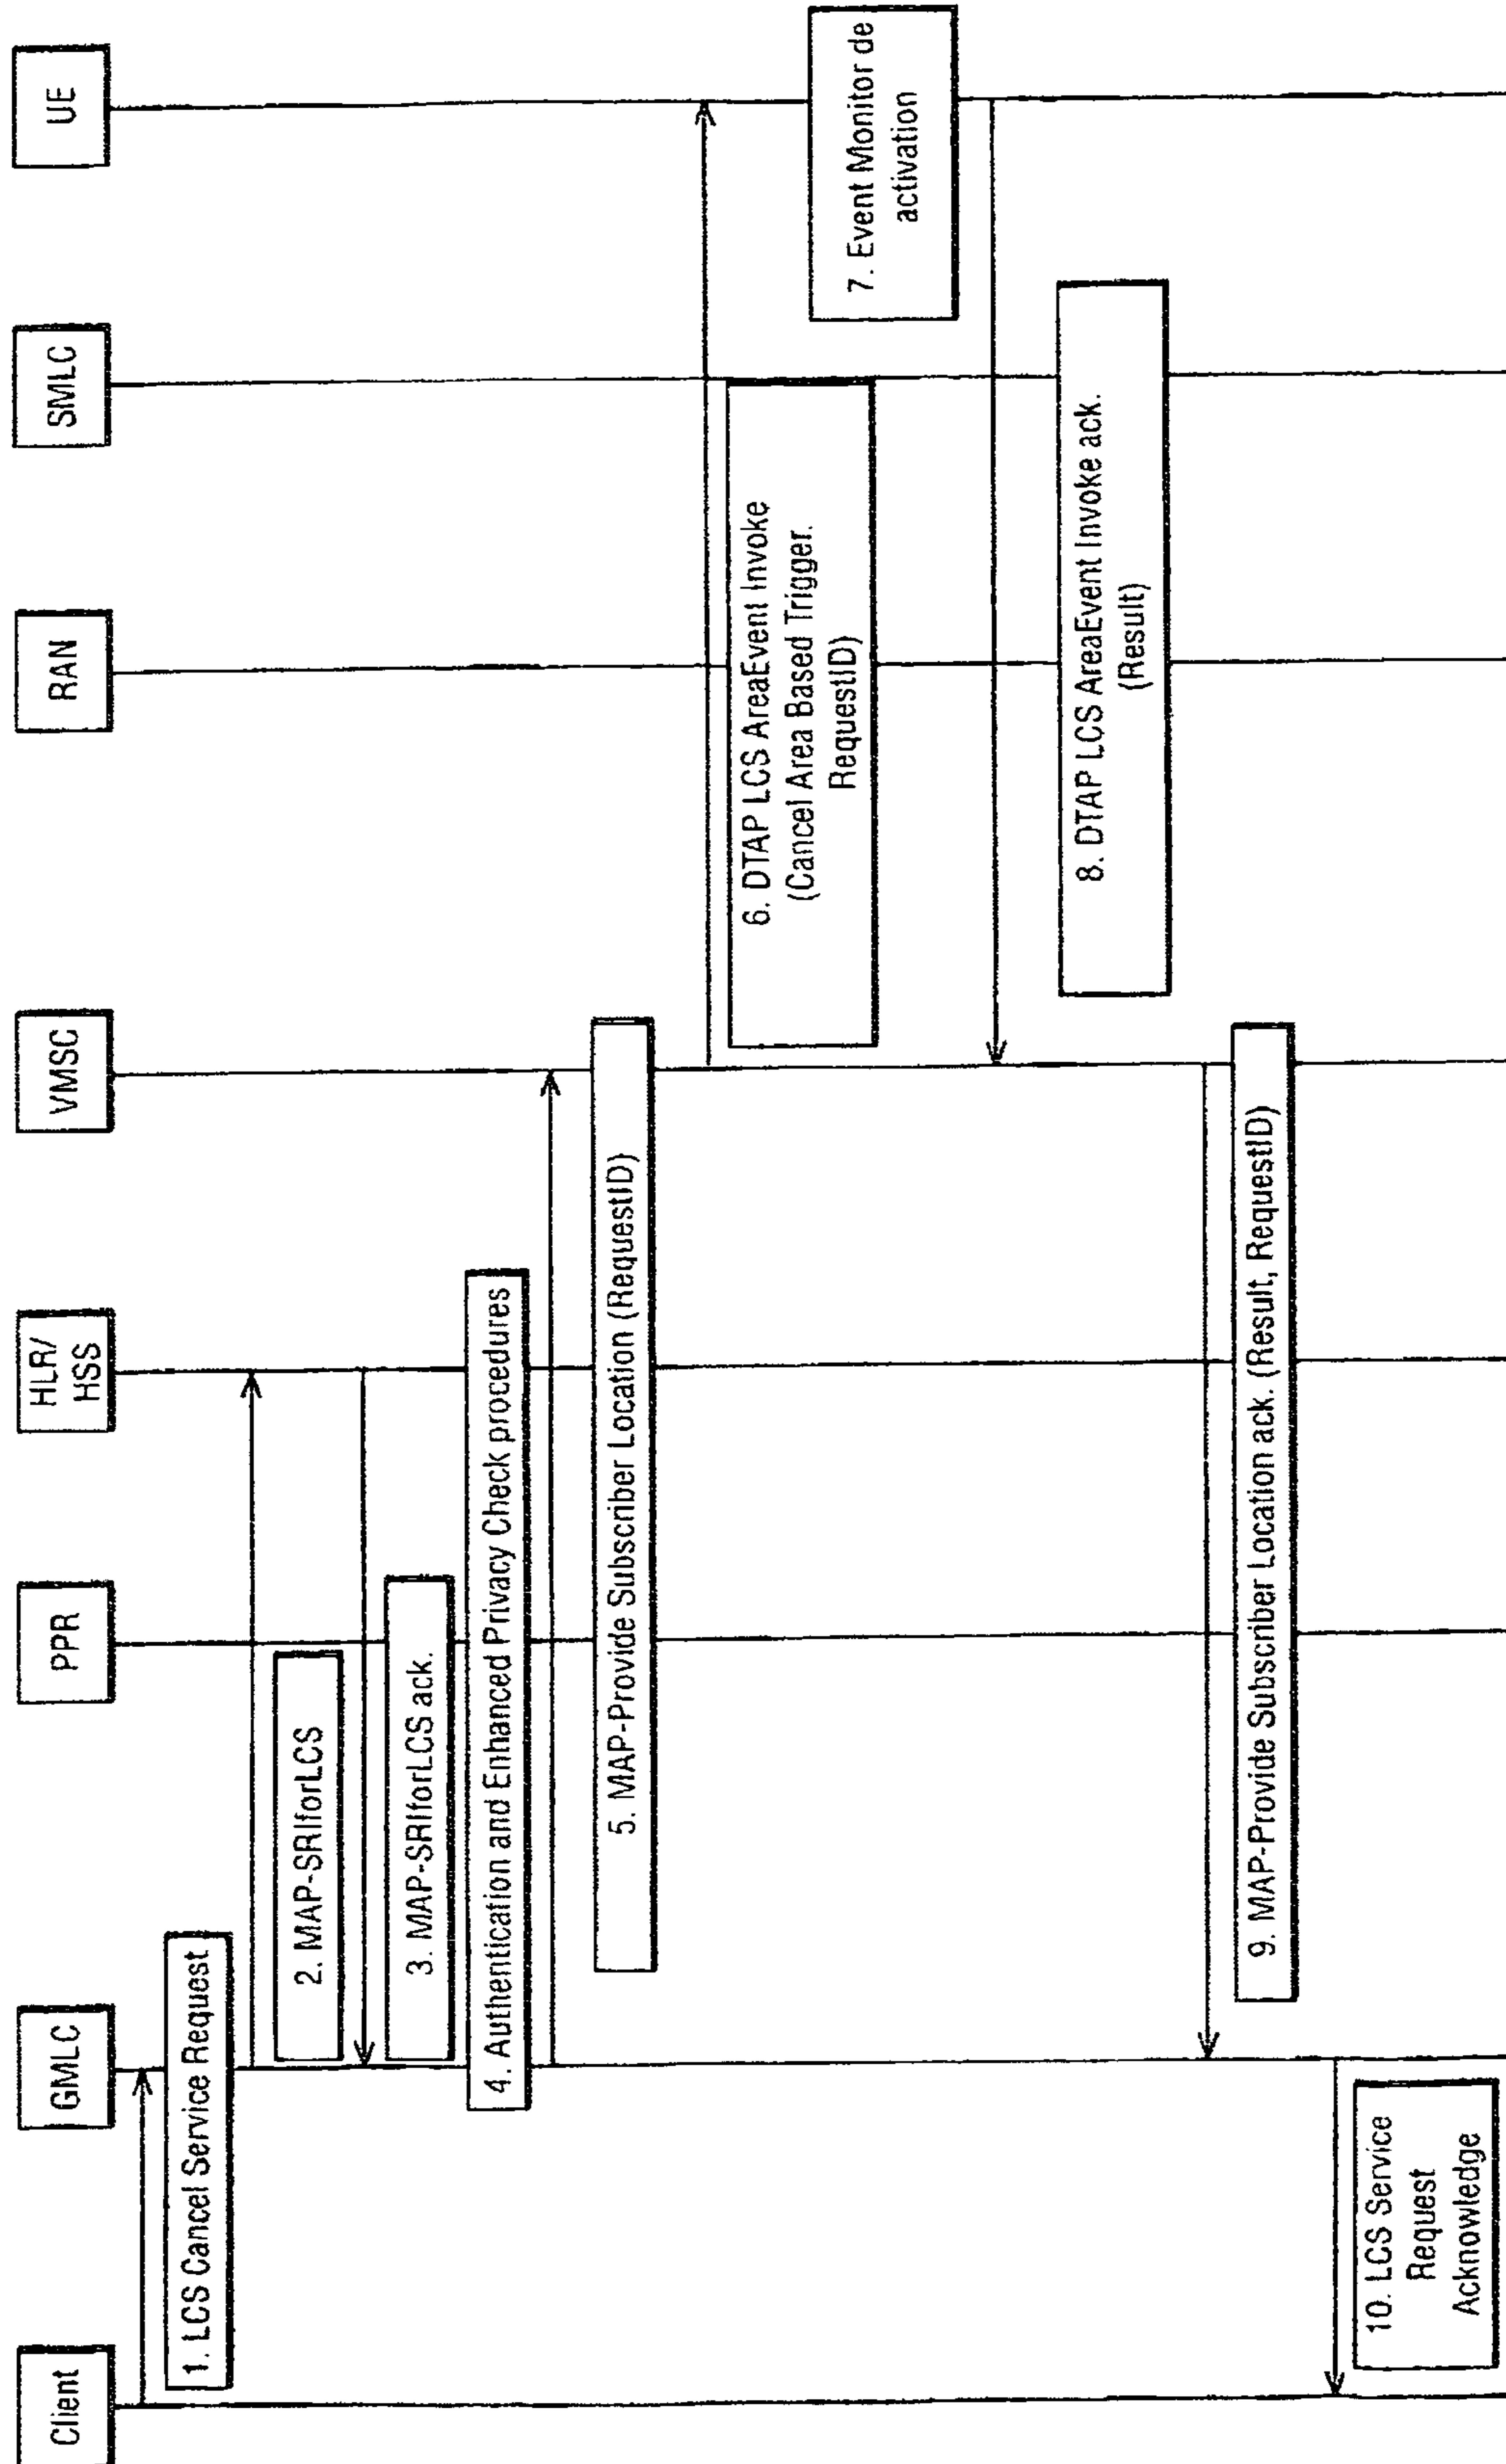 Client
GMLC
PPR
HLR/
HSS
VMSC
RAN
SMLC
UE
1. LCS Cancel Service Request
2. MAP-SRIforLCS
3. MAP-SRIforLCS ack.
4. Authentication and Enhanced Privacy Check procedures
5. MAP-Provide Subscriber Location (RequestID)
6. DTAP LCS AreaEvent Invoke
(Cancel Area Based Trigger.
RequestID)
7. Event Monitor de
activation
8. DTAP LCS AreaEvent Invoke ack.
(Result)
9. MAP-Provide Subscriber Location ack. (Result, RequestID)
10. LCS Service
Request
Acknowledge